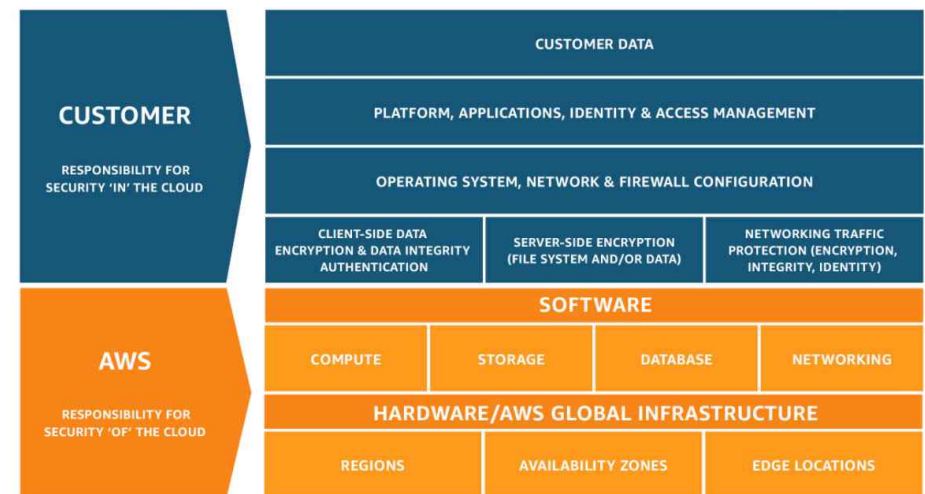 CUSTOMER
RESPONSIBILITY FOR
SECURITY ‘IN’ THE CLOUD
CUSTOMER DATA
PLATFORM, APPLICATIONS, IDENTITY & ACCESS MANAGEMENT
OPERATING SYSTEM, NETWORK & FIREWALL CONFIGURATION
CLIENT-SIDE DATA
ENCRYPTION & DATA INTEGRITY
AUTHENTICATION
SERVER-SIDE ENCRYPTION
(FILE SYSTEM AND/OR DATA)
NETWORKING TRAFFIC
PROTECTION (ENCRYPTION,
INTEGRITY, IDENTITY)
AWS
RESPONSIBILITY FOR
SECURITY ‘OF’ THE CLOUD
SOFTWARE
COMPUTE
STORAGE
DATABASE
NETWORKING
HARDWARE/AWS GLOBAL INFRASTRUCTURE
REGIONS
AVAILABILITY ZONES
EDGE LOCATIONS